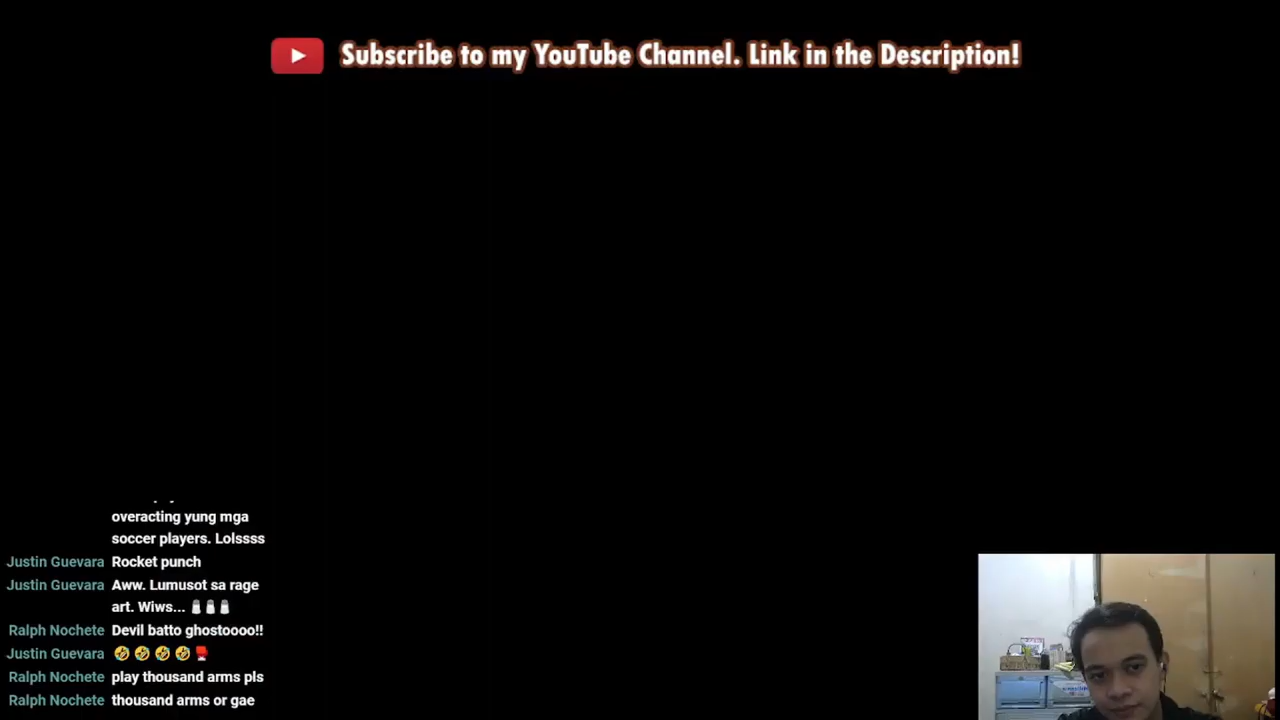 Subscribe to my YouTube Channel. Link in the Description!
overacting yung mga
soccer players. Lolssss
Justin Guevara Rocket punch
Justin Guevara Aww. Lumusot sa rage
art. Wiws... 🧂🧂🧂
Ralph Nochete Devil batto ghostoooo!!
Justin Guevara 🤣🤣🤣🤣
Ralph Nochete play thousand arms pls
Ralph Nochete thousand arms or gae